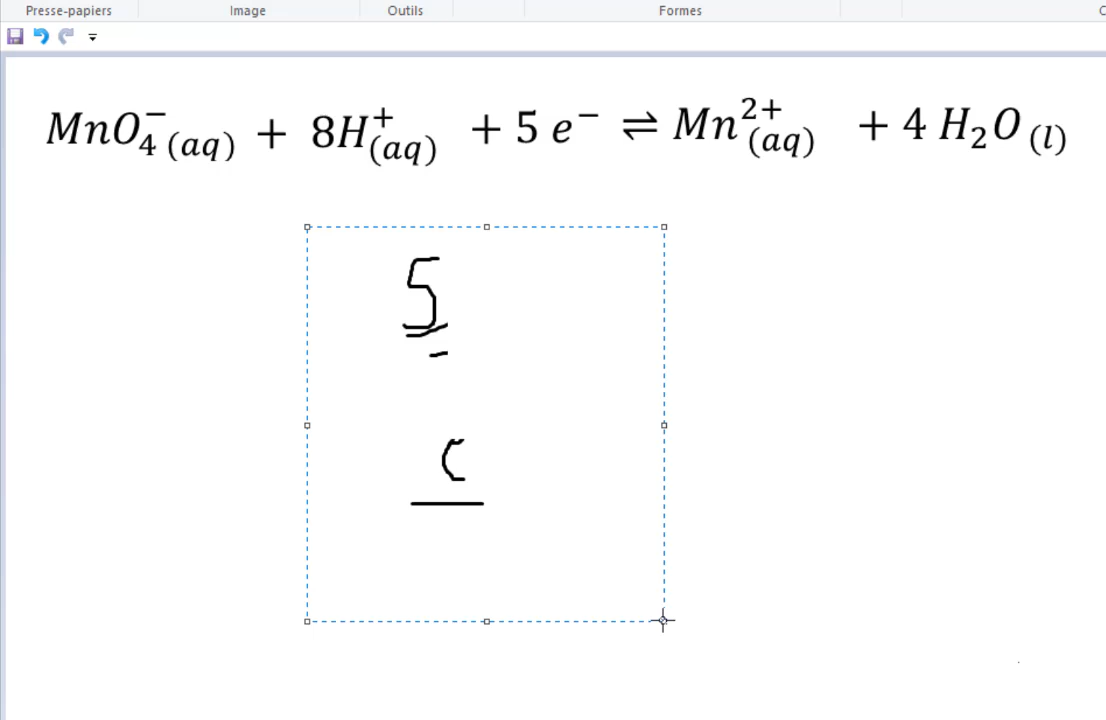 Presse-papiers Image Outils Formes
MnO₄⁻ (aq) + 8H⁺(aq) + 5 e⁻ ⇌ Mn²⁺(aq) + 4 H₂O (l)
5
C